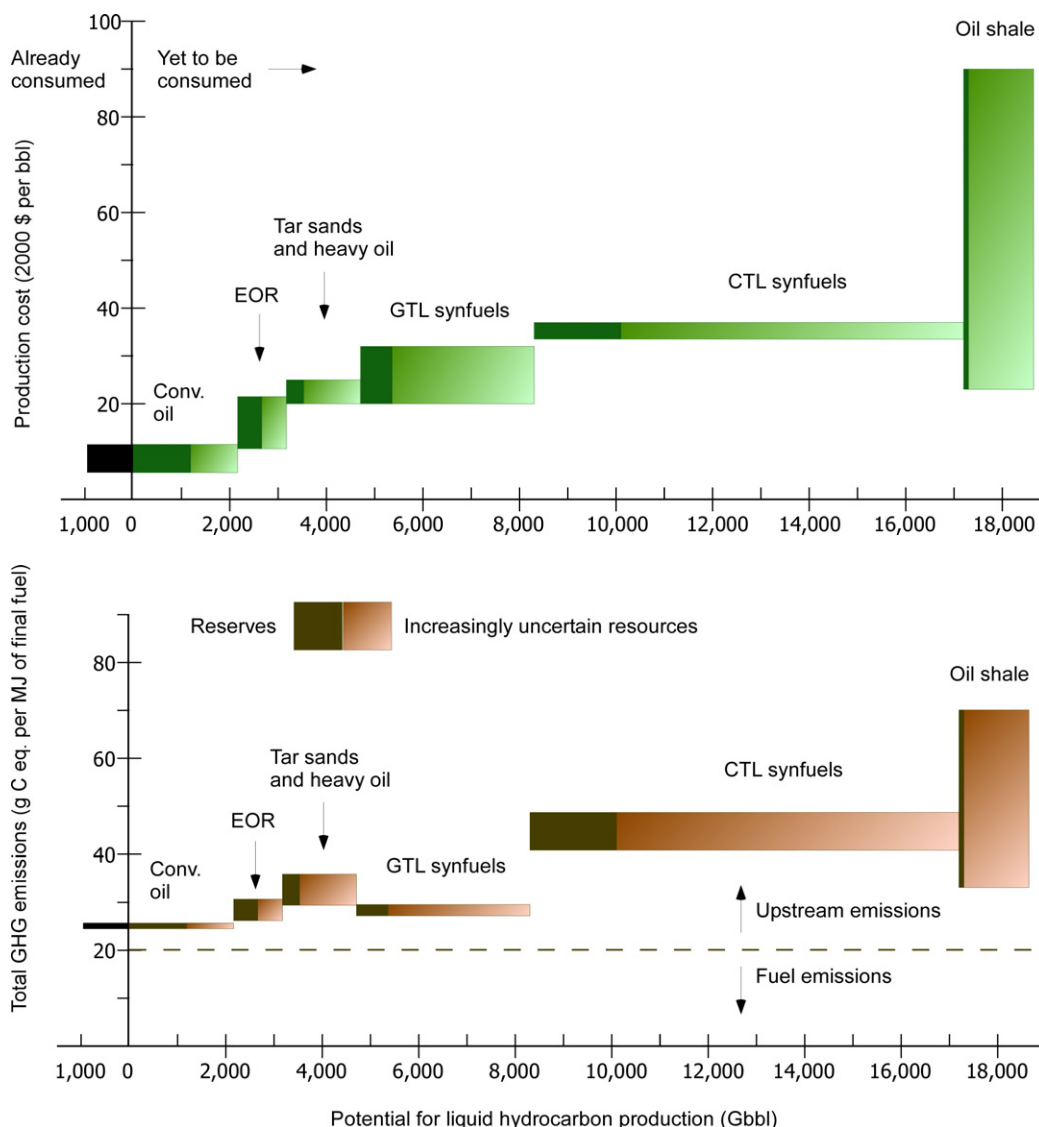 100
Oil shale
Already
consumed
Yet to be
consumed
80
Production cost (2000 $ per bbl)
60
Tar sands
and heavy oil
EOR
40
GTL synfuels
CTL synfuels
Conv.
oil
20
1,000 0 2,000 4,000 6,000 8,000 10,000 12,000 14,000 16,000 18,000
Reserves
Increasingly uncertain resources
Total GHG emissions (g C eq. per MJ of final fuel)
80
Oil shale
60
Tar sands
and heavy oil
CTL synfuels
EOR
40
GTL synfuels
Conv.
oil
Upstream emissions
20
Fuel emissions
1,000 0 2,000 4,000 6,000 8,000 10,000 12,000 14,000 16,000 18,000
Potential for liquid hydrocarbon production (Gbbl)